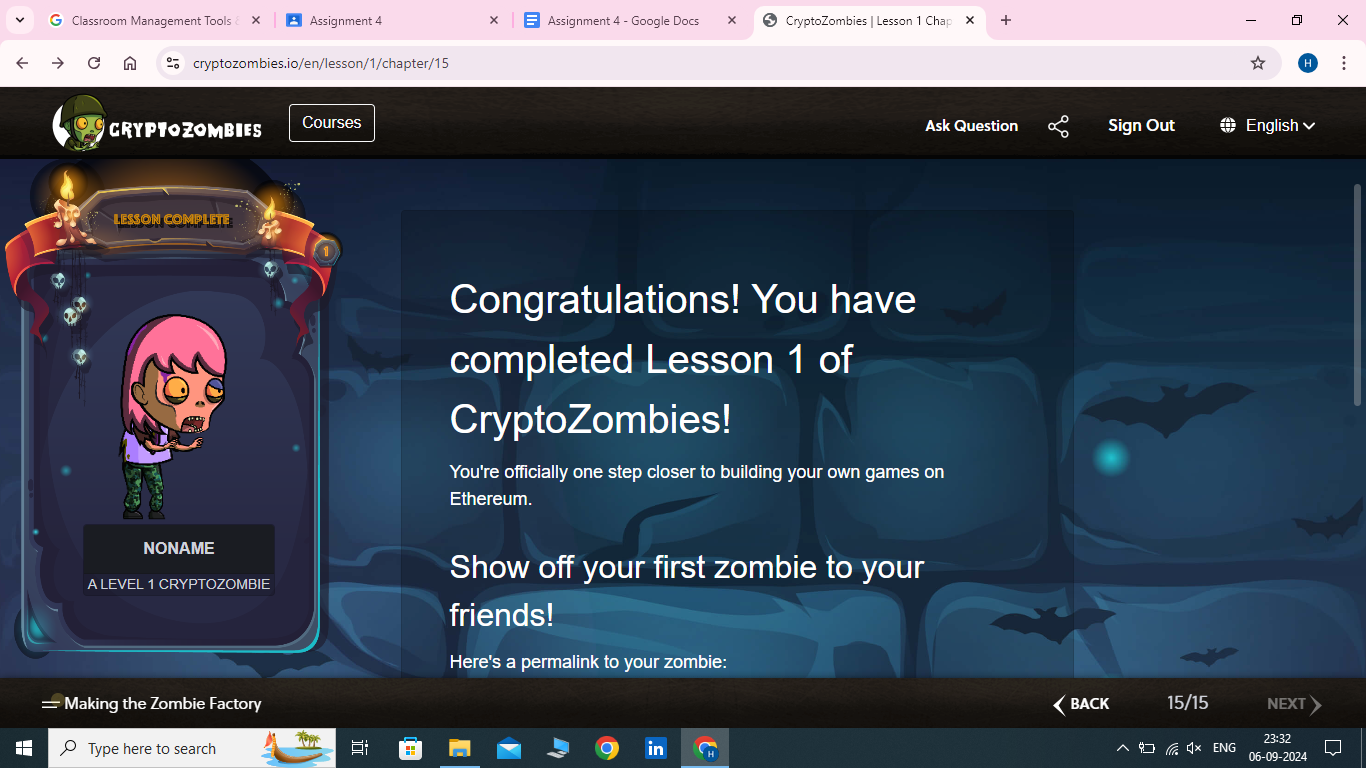 Classroom Management Tools &
Assignment 4
Assignment 4 - Google Docs
CryptoZombies | Lesson 1 Chap
cryptozombies.io/en/lesson/1/chapter/15
H
CRYPTOZOMBIES
Courses
Ask Question
Sign Out
English
LESSON COMPLETE
1
Congratulations! You have
completed Lesson 1 of
CryptoZombies!
You're officially one step closer to building your own games on
Ethereum.
Show off your first zombie to your
friends!
Here's a permalink to your zombie:
NONAME
A LEVEL 1 CRYPTOZOMBIE
Making the Zombie Factory
BACK
15/15
NEXT
Type here to search
in
H
ENG
23:32
06-09-2024